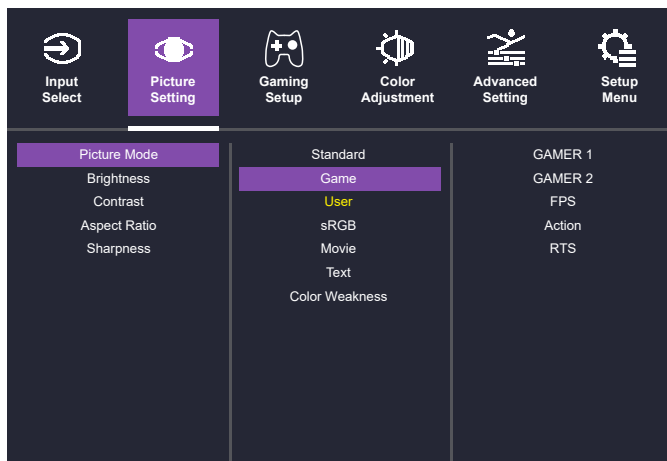 Input
Select
Picture
Setting
Gaming
Setup
Color
Adjustment
Advanced
Setting
Setup
Menu
Picture Mode
Brightness
Contrast
Aspect Ratio
Sharpness
Standard
Game
User
sRGB
Movie
Text
Color Weakness
GAMER 1
GAMER 2
FPS
Action
RTS